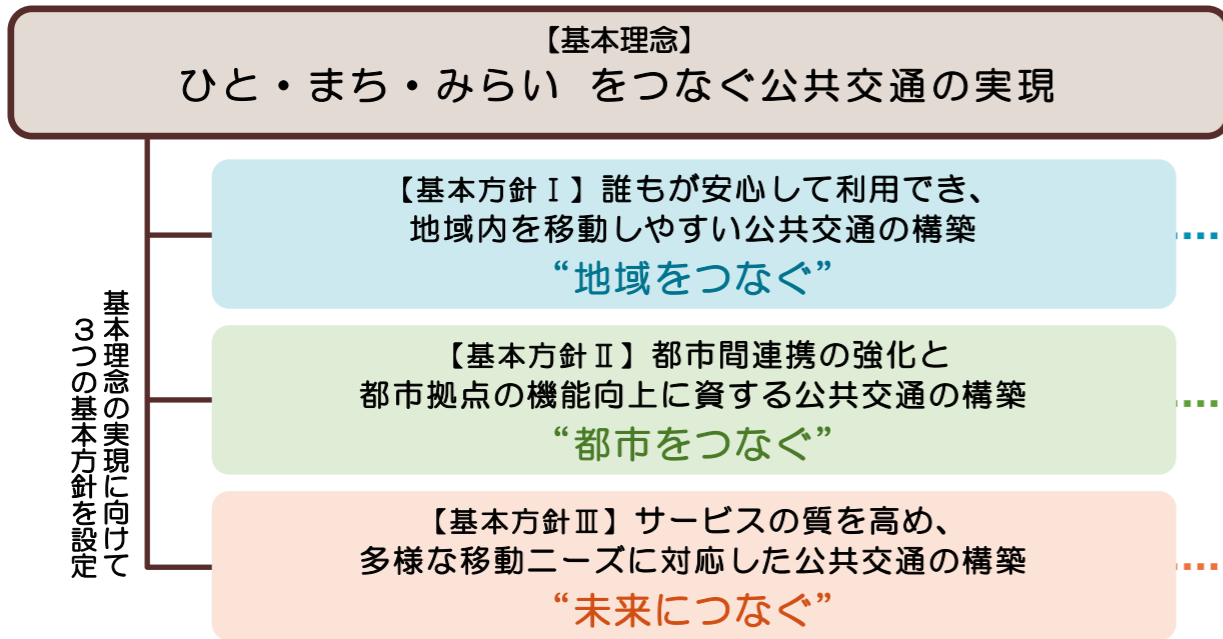 【基本理念】
ひと・まち・みらい をつなぐ公共交通の実現
基本理念の実現に向けて
３つの基本方針を設定
【基本方針Ⅰ】誰もが安心して利用でき、
地域内を移動しやすい公共交通の構築
“地域をつなぐ”
【基本方針Ⅱ】都市間連携の強化と
都市拠点の機能向上に資する公共交通の構築
“都市をつなぐ”
【基本方針Ⅲ】サービスの質を高め、
多様な移動ニーズに対応した公共交通の構築
“未来につなぐ”